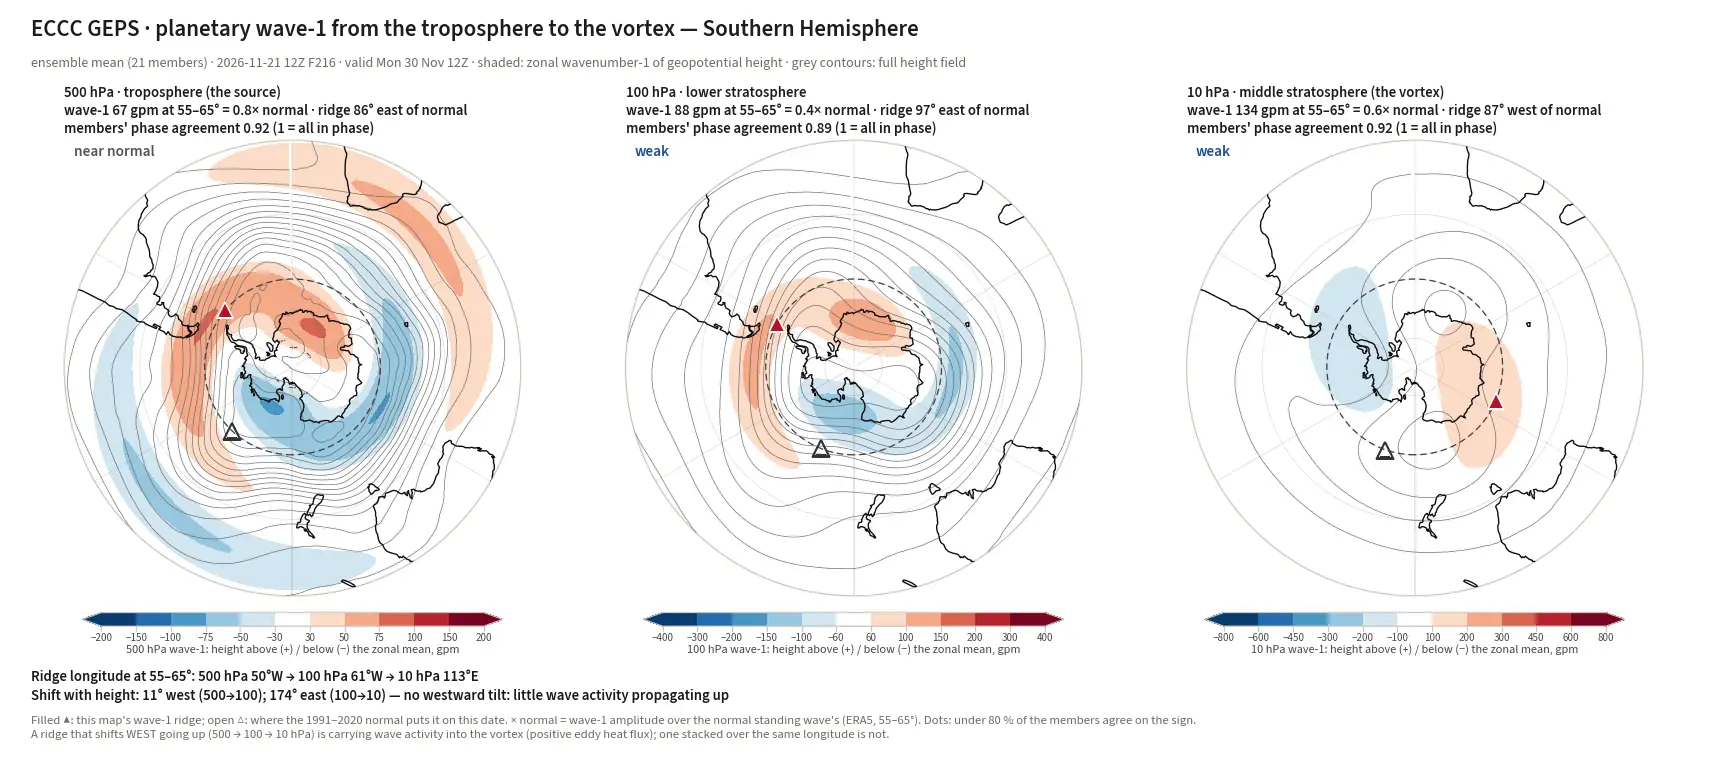 ECCC GEPS · planetary wave-1 from the troposphere to the vortex — Southern Hemisphere
ensemble mean (21 members) · 2026-11-21 12Z F216 · valid Mon 30 Nov 12Z · shaded: zonal wavenumber-1 of geopotential height · grey contours: full height field
500 hPa · troposphere (the source)
wave-1 67 gpm at 55–65° = 0.8× normal · ridge 86° east of normal
members' phase agreement 0.92 (1 = all in phase)
near normal
100 hPa · lower stratosphere
wave-1 88 gpm at 55–65° = 0.4× normal · ridge 97° east of normal
members' phase agreement 0.89 (1 = all in phase)
weak
10 hPa · middle stratosphere (the vortex)
wave-1 134 gpm at 55–65° = 0.6× normal · ridge 87° west of normal
members' phase agreement 0.92 (1 = all in phase)
weak
−200 −150 −100 −75 −50 −30 30 50 75 100 150 200
500 hPa wave-1: height above (+) / below (−) the zonal mean, gpm
−400 −300 −200 −150 −100 −60 60 100 150 200 300 400
100 hPa wave-1: height above (+) / below (−) the zonal mean, gpm
−800 −600 −450 −300 −200 −100 100 200 300 450 600 800
10 hPa wave-1: height above (+) / below (−) the zonal mean, gpm
Ridge longitude at 55–65°: 500 hPa 50°W → 100 hPa 61°W → 10 hPa 113°E
Shift with height: 11° west (500→100); 174° east (100→10) — no westward tilt: little wave activity propagating up
Filled ▲: this map's wave-1 ridge; open △: where the 1991–2020 normal puts it on this date. × normal = wave-1 amplitude over the normal standing wave's (ERA5, 55–65°). Dots: under 80 % of the members agree on the sign.
A ridge that shifts WEST going up (500 → 100 → 10 hPa) is carrying wave activity into the vortex (positive eddy heat flux); one stacked over the same longitude is not.